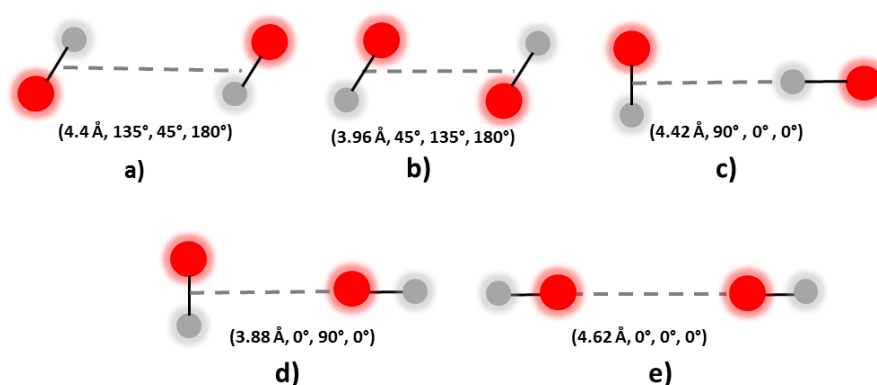 (4.4 Å, 135°, 45°, 180°)
a)
(3.96 Å, 45°, 135°, 180°)
b)
(4.42 Å, 90° , 0° , 0°)
c)
(3.88 Å, 0°, 90°, 0°)
d)
(4.62 Å, 0°, 0°, 0°)
e)